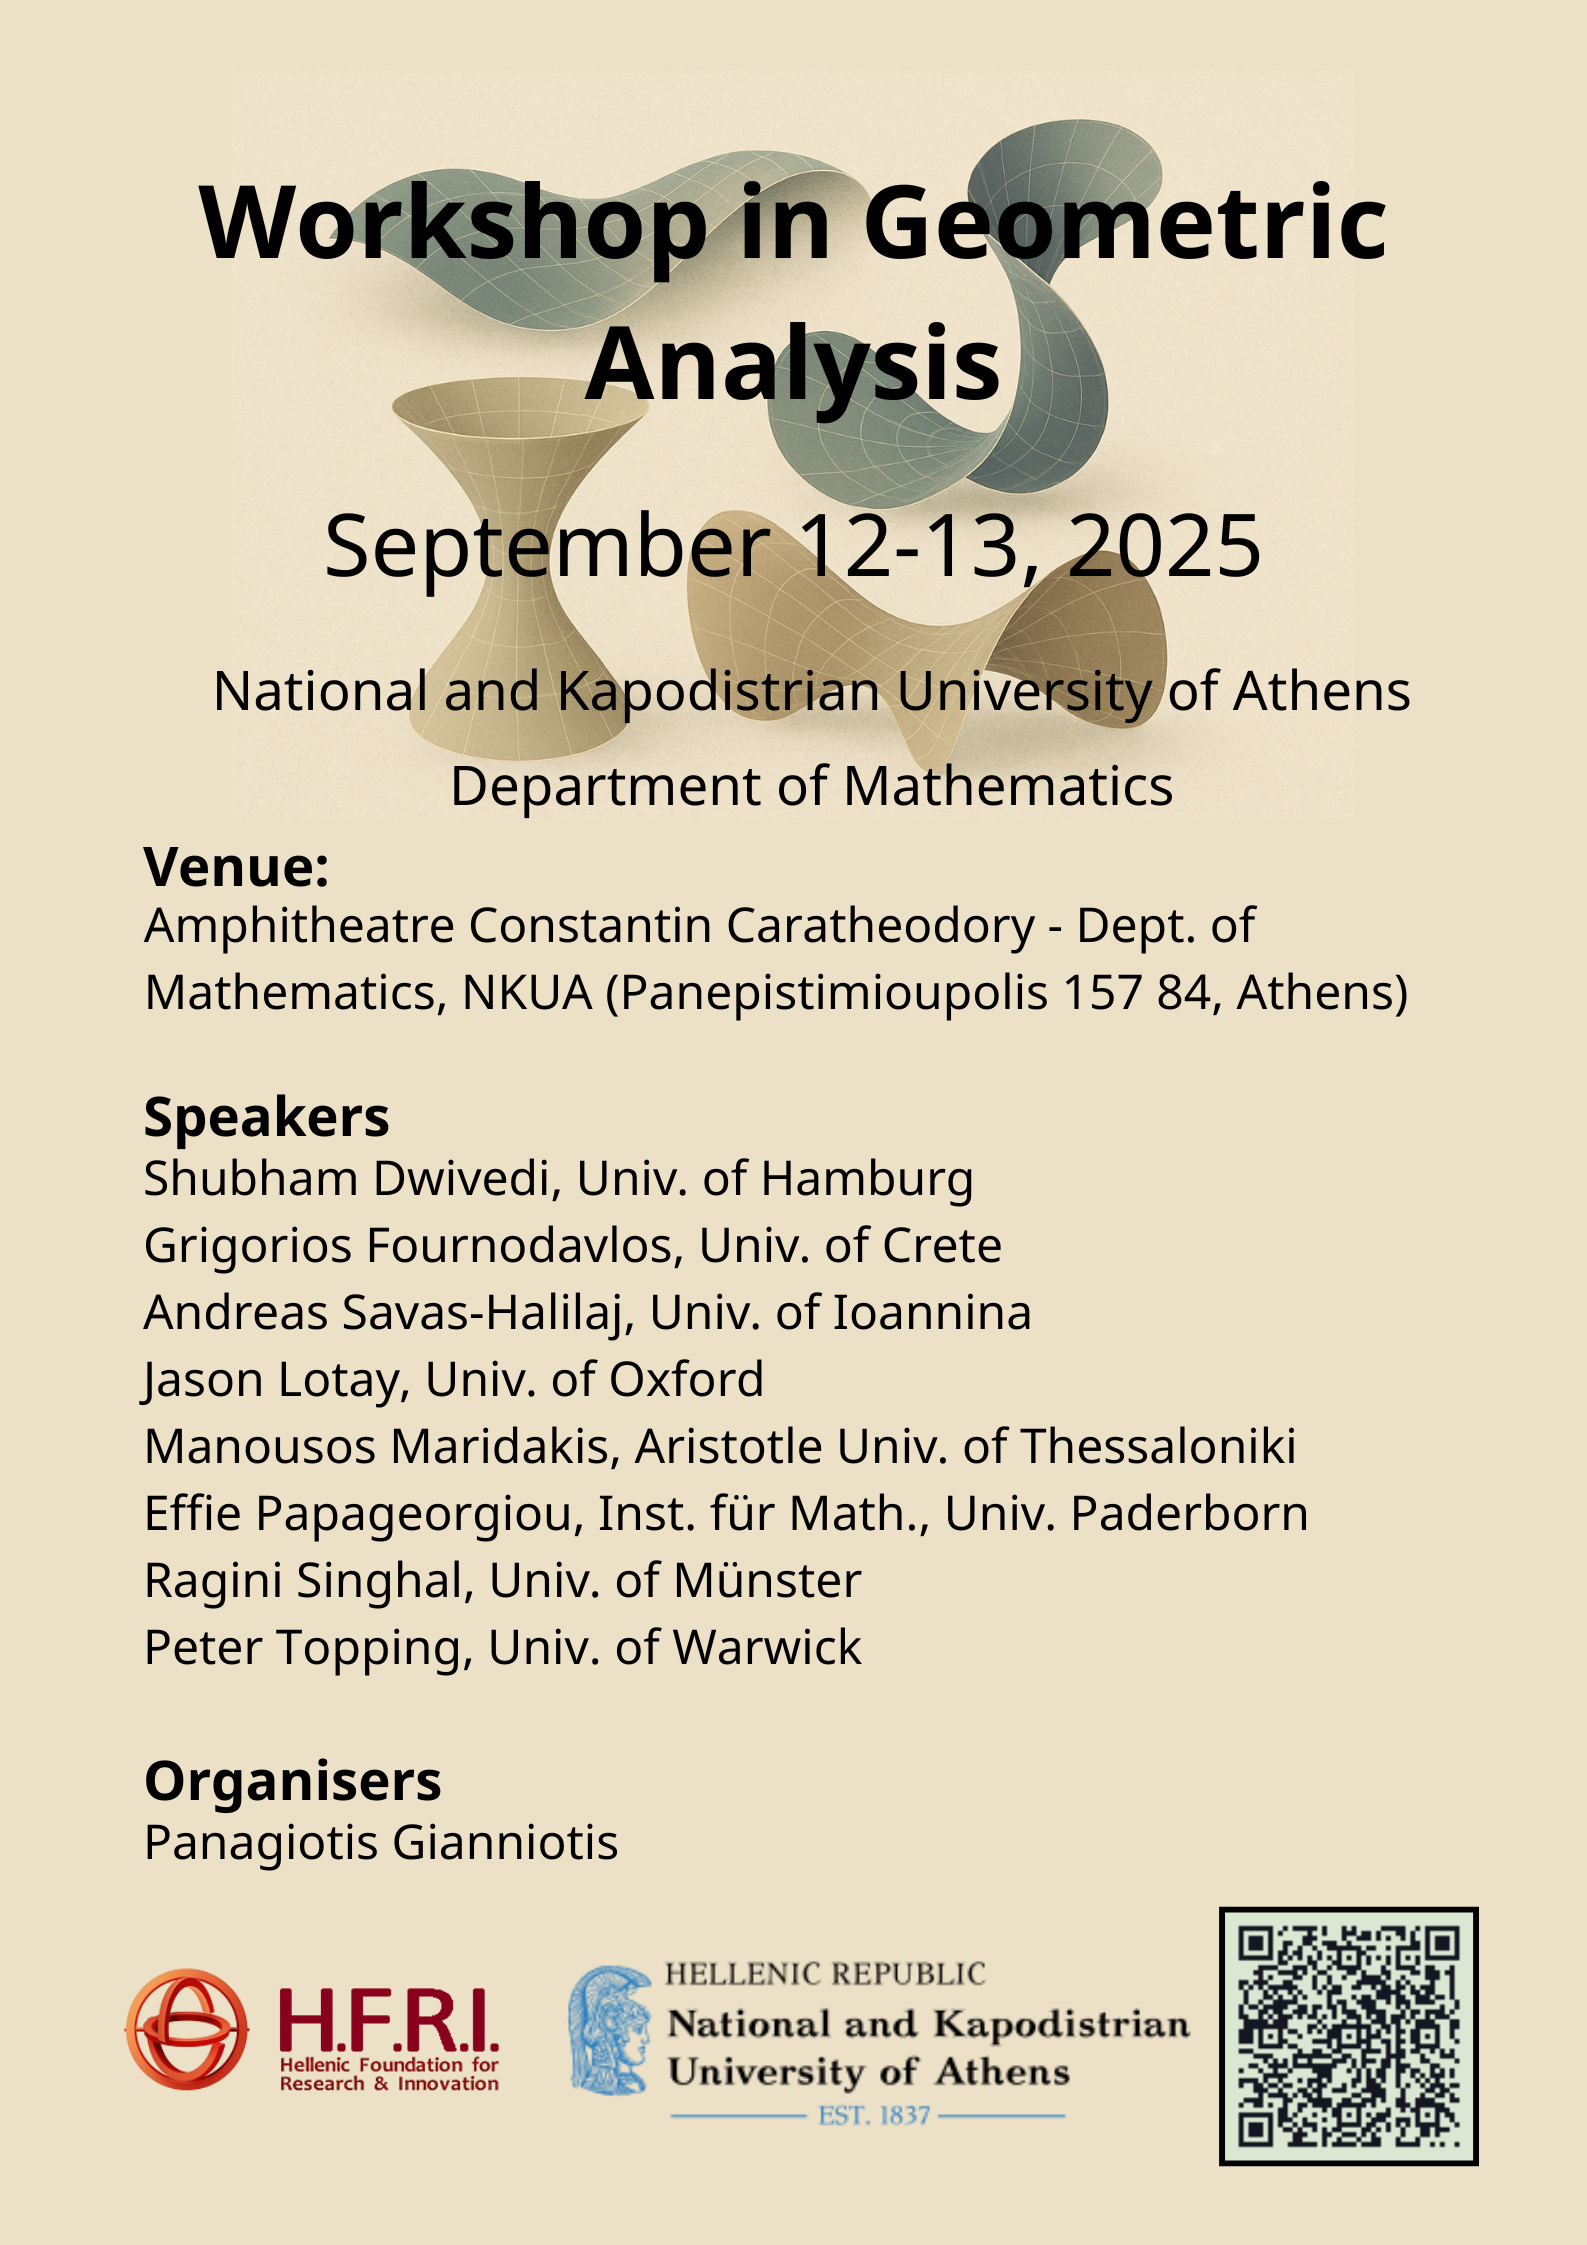 Workshop in Geometric
Analysis
September 12-13, 2025
National and Kapodistrian University of Athens
Department of Mathematics
Venue:
Amphitheatre Constantin Caratheodory - Dept. of
Mathematics, NKUA (Panepistimioupolis 157 84, Athens)
Speakers
Shubham Dwivedi, Univ. of Hamburg
Grigorios Fournodavlos, Univ. of Crete
Andreas Savas-Halilaj, Univ. of Ioannina
Jason Lotay, Univ. of Oxford
Manousos Maridakis, Aristotle Univ. of Thessaloniki
Effie Papageorgiou, Inst. für Math., Univ. Paderborn
Ragini Singhal, Univ. of Münster
Peter Topping, Univ. of Warwick
Organisers
Panagiotis Gianniotis
H.F.R.I.
Hellenic Foundation for
Research & Innovation
HELLENIC REPUBLIC
National and Kapodistrian
University of Athens
EST. 1837